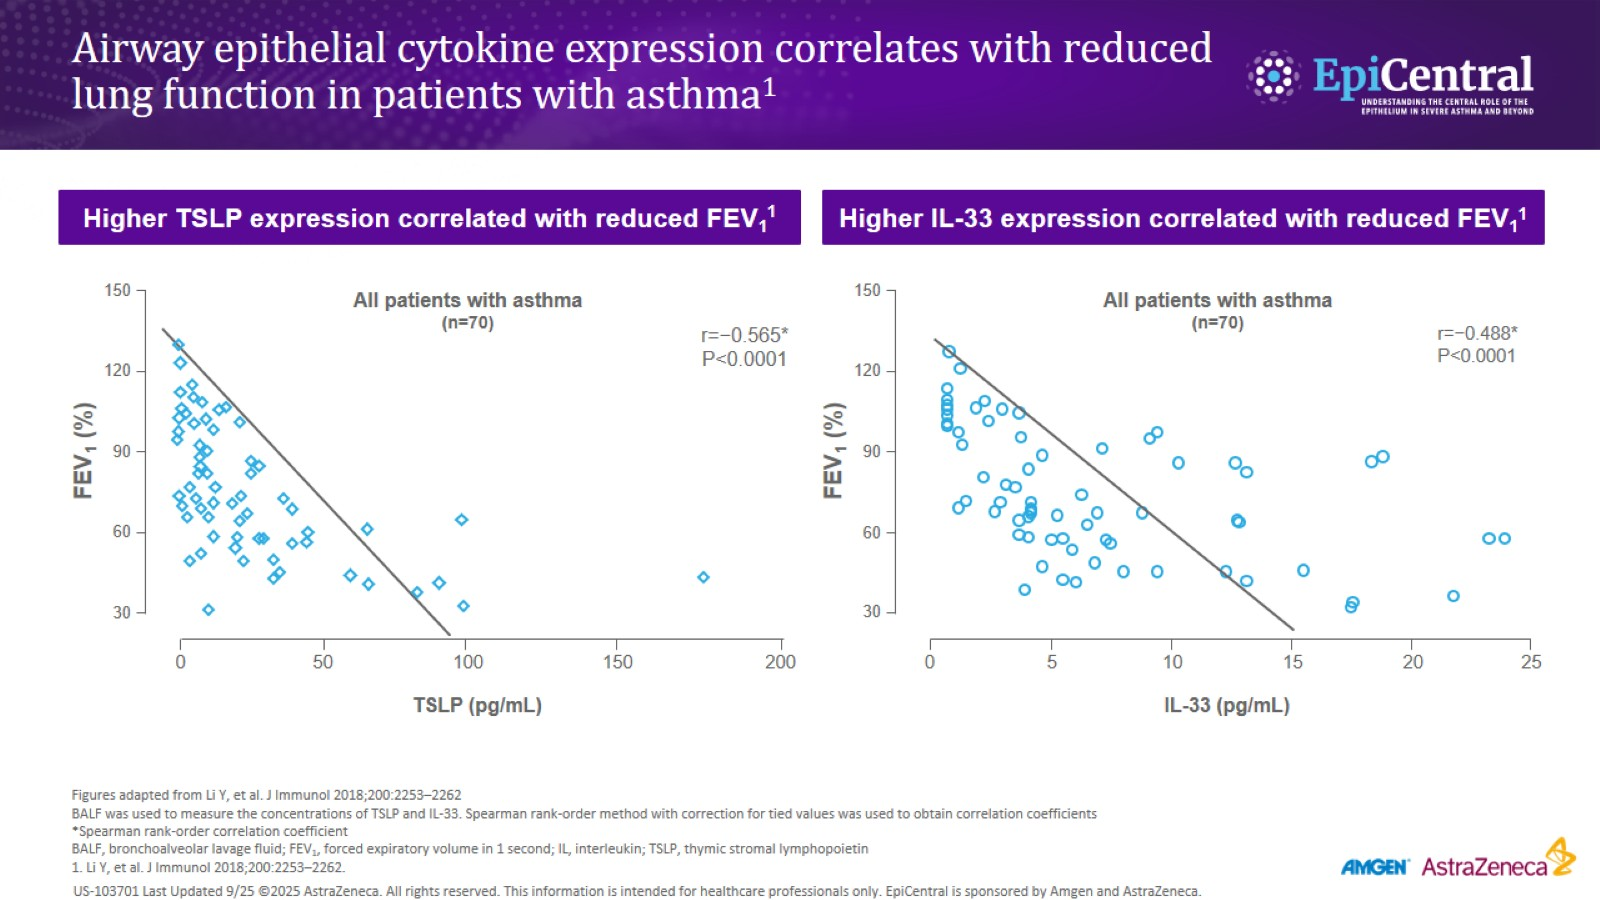 Airway epithelial cytokine expression correlates with reduced
lung function in patients with asthma¹
EpiCentral
UNDERSTANDING THE CENTRAL ROLE OF THE
EPITHELIUM IN SEVERE ASTHMA AND BEYOND
Higher TSLP expression correlated with reduced FEV₁¹
150
120
90
60
30
FEV₁ (%)
All patients with asthma
(n=70)
r=−0.565*
P<0.0001
0 50 100 150 200
TSLP (pg/mL)
Higher IL-33 expression correlated with reduced FEV₁¹
150
120
90
60
30
FEV₁ (%)
All patients with asthma
(n=70)
r=−0.488*
P<0.0001
0 5 10 15 20 25
IL-33 (pg/mL)
Figures adapted from Li Y, et al. J Immunol 2018;200:2253–2262
BALF was used to measure the concentrations of TSLP and IL-33. Spearman rank-order method with correction for tied values was used to obtain correlation coefficients
*Spearman rank-order correlation coefficient
BALF, bronchoalveolar lavage fluid; FEV₁, forced expiratory volume in 1 second; IL, interleukin; TSLP, thymic stromal lymphopoietin
1. Li Y, et al. J Immunol 2018;200:2253–2262.
US-103701 Last Updated 9/25 ©2025 AstraZeneca. All rights reserved. This information is intended for healthcare professionals only. EpiCentral is sponsored by Amgen and AstraZeneca.
AMGEN® AstraZeneca